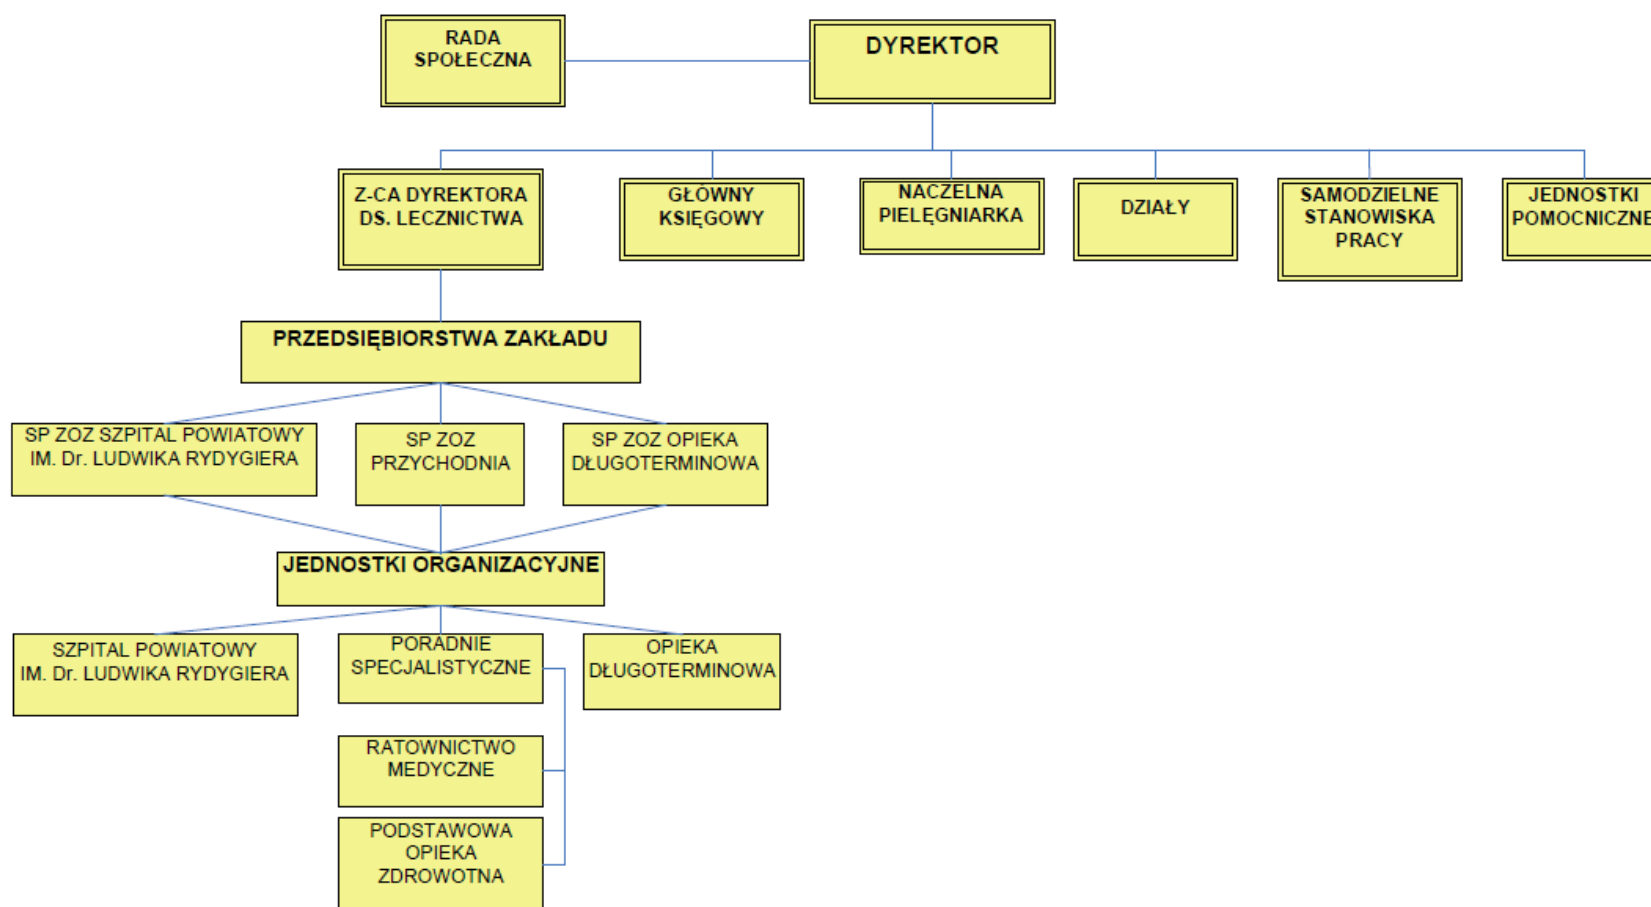 RADA
SPOŁECZNA
DYREKTOR
Z-CA DYREKTORA
DS. LECZNICTWA
GŁÓWNY
KSIĘGOWY
NACZELNA
PIELĘGNIARKA
DZIAŁY
SAMODZIELNE
STANOWISKA
PRACY
JEDNOSTKI
POMOCNICZNE
PRZEDSIĘBIORSTWA ZAKŁADU
SP ZOZ SZPITAL POWIATOWY
IM. Dr. LUDWIKA RYDYGIERA
SP ZOZ
PRZYCHODNIA
SP ZOZ OPIEKA
DŁUGOTERMINOWA
JEDNOSTKI ORGANIZACYJNE
SZPITAL POWIATOWY
IM. Dr. LUDWIKA RYDYGIERA
PORADNIE
SPECJALISTYCZNE
OPIEKA
DŁUGOTERMINOWA
RATOWNICTWO
MEDYCZNE
PODSTAWOWA
OPIEKA
ZDROWOTNA